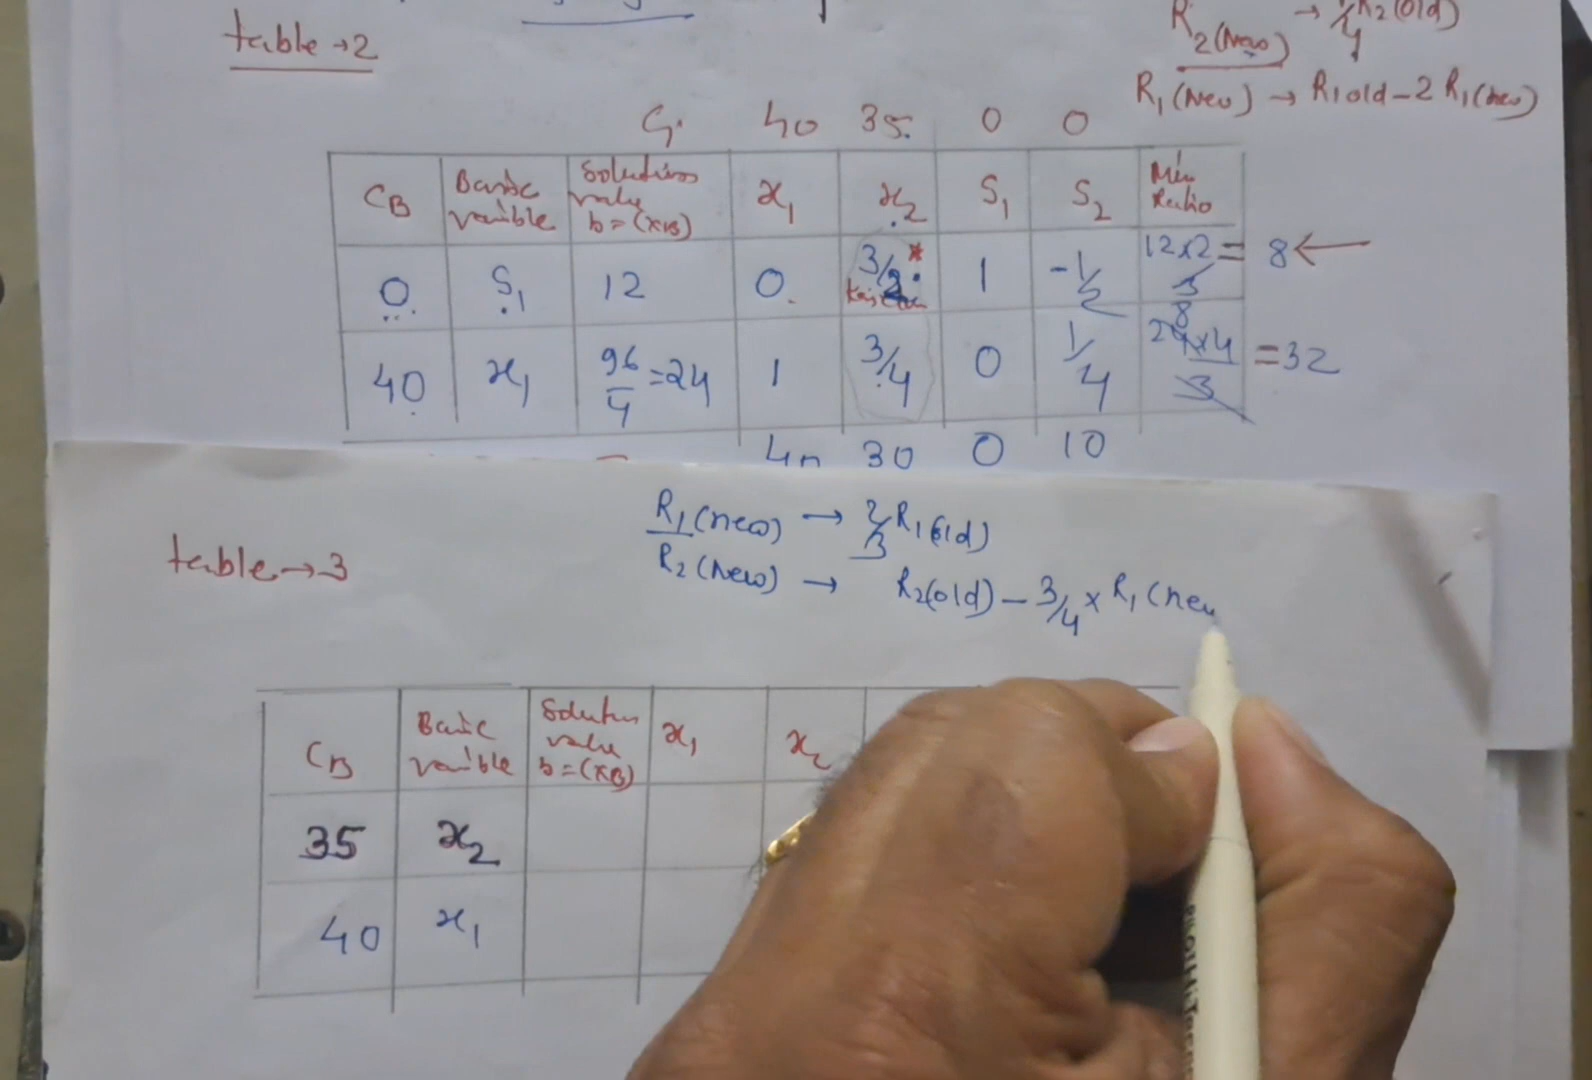 R2(New) → 1/4 R2(old)
table → 2
R1(New) → R1 old - 2 R1(new)
Cj 40 35 0 0
CB Basic variable Solution value b=(XB) x1 x2 S1 S2 Min Ratio
0 S1 12 0 3/2 * 1 -1/2 12×2/3 = 8 ←
40 x1 96/4 = 24 1 3/4 0 1/4 24×4/3 = 32
40 30 0 10
R1(new) → 2/3 R1(old)
table → 3
R2(New) → R2(old) - 3/4 × R1(new
CB Basic variable Solution value b=(XB) x1 x2
35 x2
40 x1